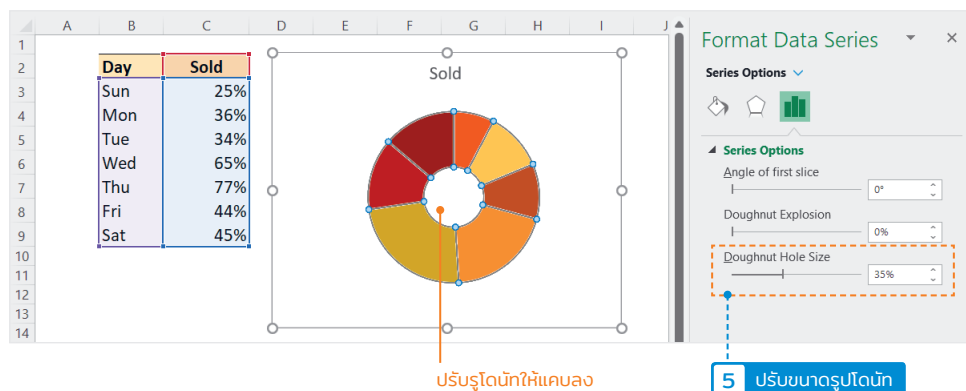 A B C D E F G H I J
1
2 Day Sold
3 Sun 25%
4 Mon 36%
5 Tue 34%
6 Wed 65%
7 Thu 77%
8 Fri 44%
9 Sat 45%
10
11
12
13
14
Sold
Format Data Series
Series Options
Series Options
Angle of first slice
0°
Doughnut Explosion
0%
Doughnut Hole Size
35%
ปรับรูโดนัทให้แคบลง
5 ปรับขนาดรูปโดนัท